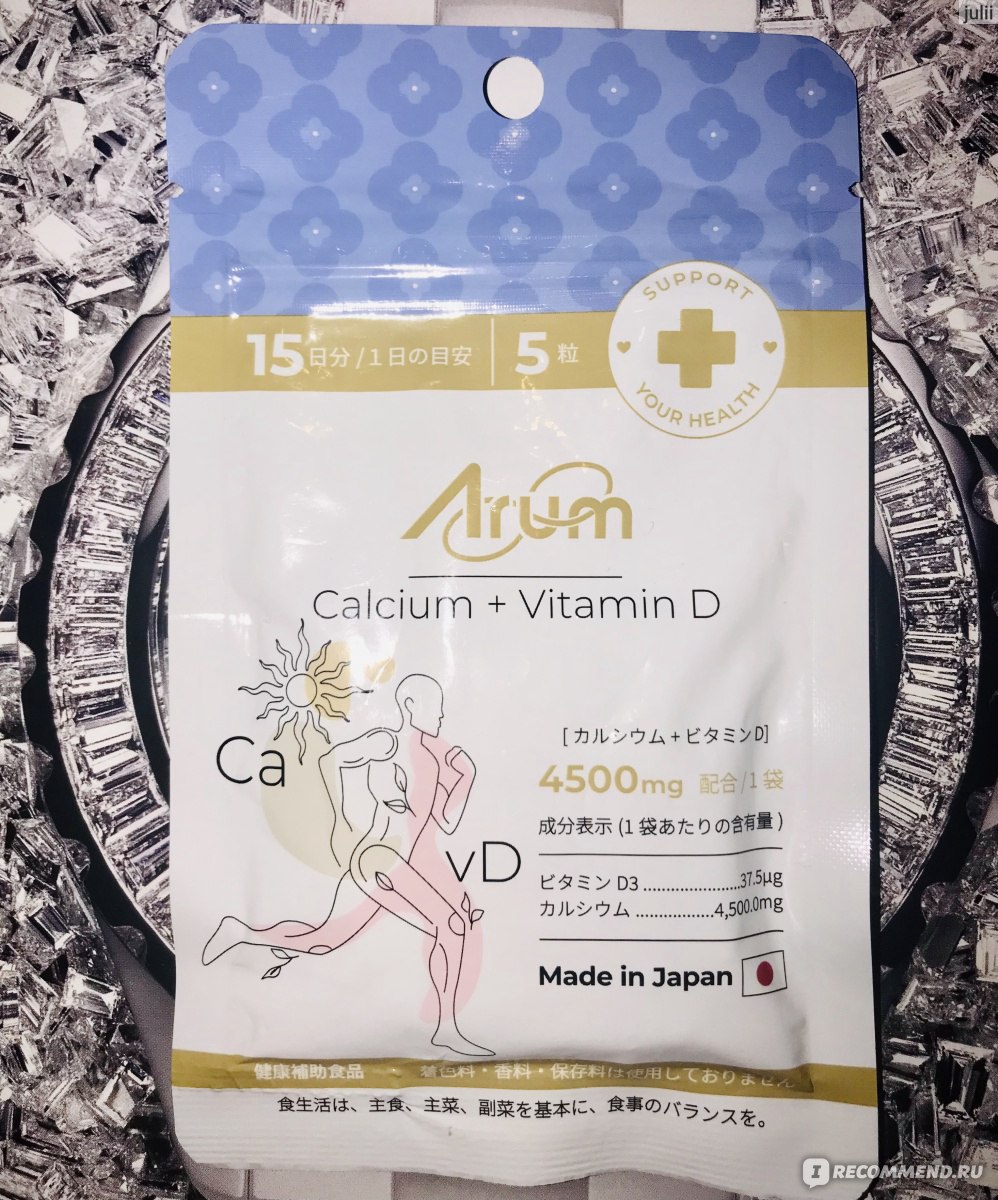 julii
15日分/1日の目安 5粒
SUPPORT
YOUR HEALTH
Arum
Calcium + Vitamin D
Ca
vD
[カルシウム+ビタミンD]
4500mg 配合/1袋
成分表示(1袋あたりの含有量)
ビタミン D3 ......................37.5μg
カルシウム .................4,500.0mg
Made in Japan
健康補助食品 · 着色料・香料・保存料は使用しておりません
食生活は、主食、主菜、副菜を基本に、食事のバランスを。
IRECOMMEND.RU